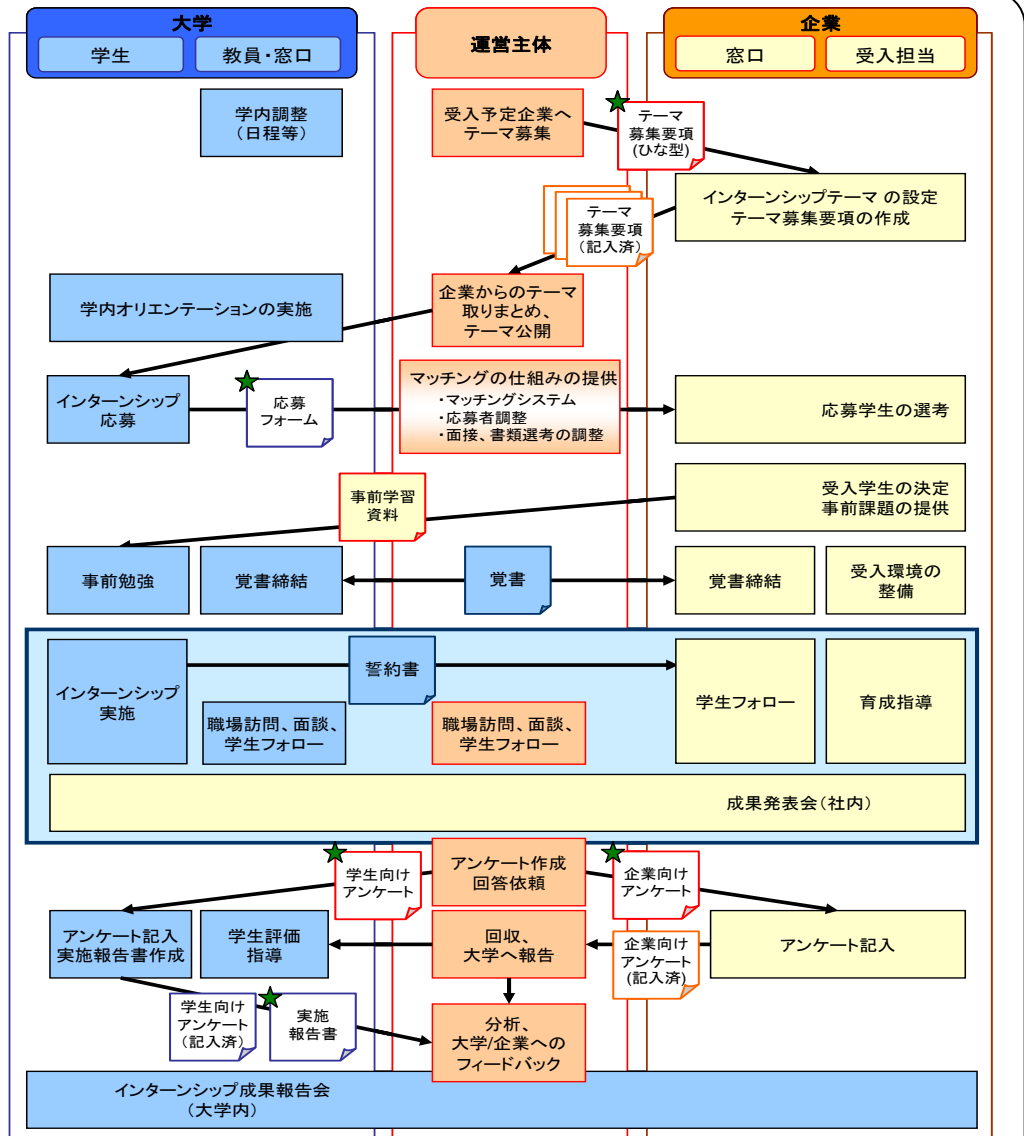 大学
学生
教員・窓口
運営主体
企業
窓口
受入担当
学内調整
（日程等）
受入予定企業へ
テーマ募集
テーマ
募集要項
(ひな型)
インターンシップテーマ の設定
テーマ募集要項の作成
テーマ
募集要項
（記入済）
学内オリエンテーションの実施
企業からのテーマ
取りまとめ、
テーマ公開
インターンシップ
応募
応募
フォーム
マッチングの仕組みの提供
・マッチングシステム
・応募者調整
・面接、書類選考の調整
応募学生の選考
事前学習
資料
受入学生の決定
事前課題の提供
事前勉強
覚書締結
覚書
覚書締結
受入環境の
整備
インターンシップ
実施
誓約書
学生フォロー
育成指導
職場訪問、面談、
学生フォロー
職場訪問、面談、
学生フォロー
成果発表会（社内）
学生向け
アンケート
アンケート作成
回答依頼
企業向け
アンケート
アンケート記入
実施報告書作成
学生評価
指導
回収、
大学へ報告
企業向け
アンケート
(記入済)
アンケート記入
学生向け
アンケート
（記入済）
実施
報告書
分析、
大学/企業への
フィードバック
インターンシップ成果報告会
（大学内）